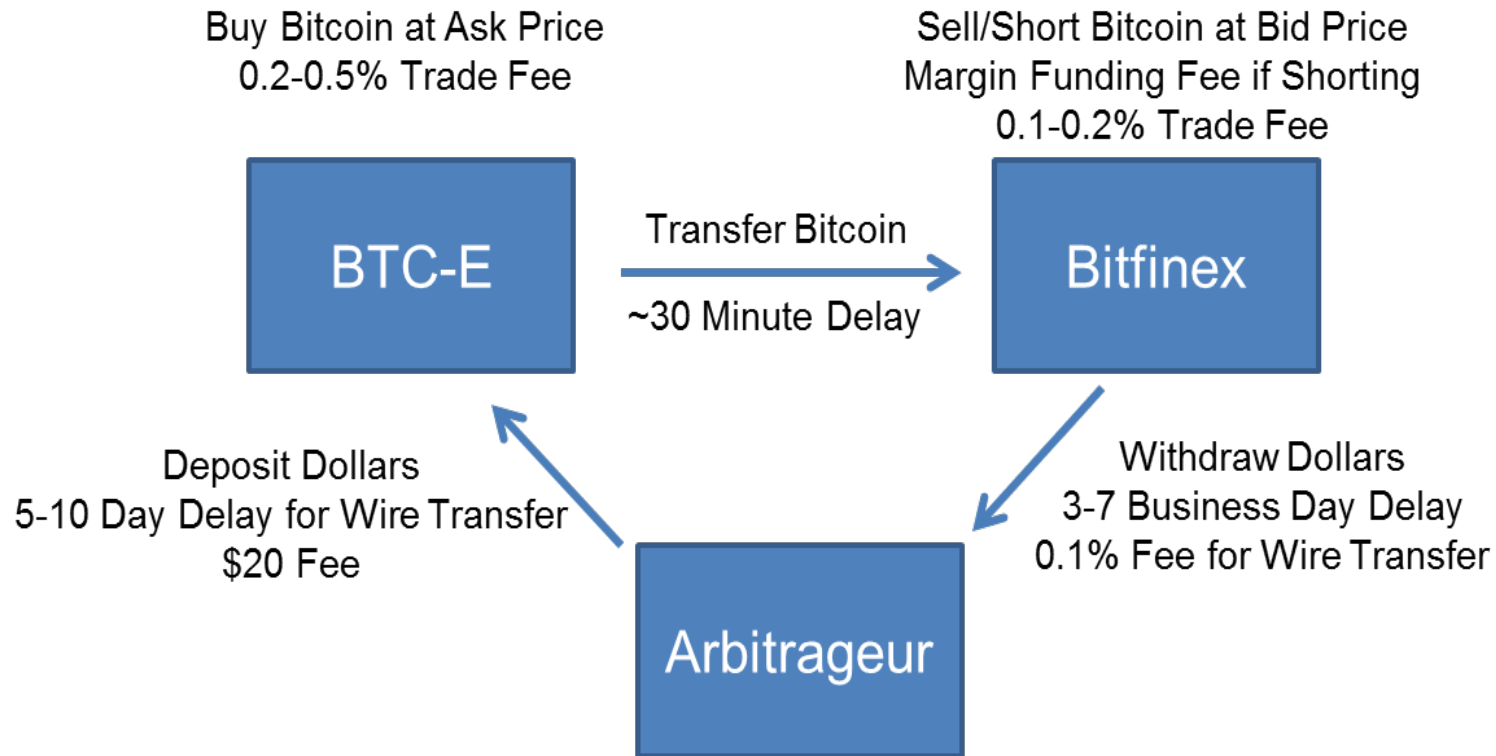 Buy Bitcoin at Ask Price
0.2-0.5% Trade Fee
Sell/Short Bitcoin at Bid Price
Margin Funding Fee if Shorting
0.1-0.2% Trade Fee
BTC-E
Transfer Bitcoin
~30 Minute Delay
Bitfinex
Deposit Dollars
5-10 Day Delay for Wire Transfer
$20 Fee
Withdraw Dollars
3-7 Business Day Delay
0.1% Fee for Wire Transfer
Arbitrageur